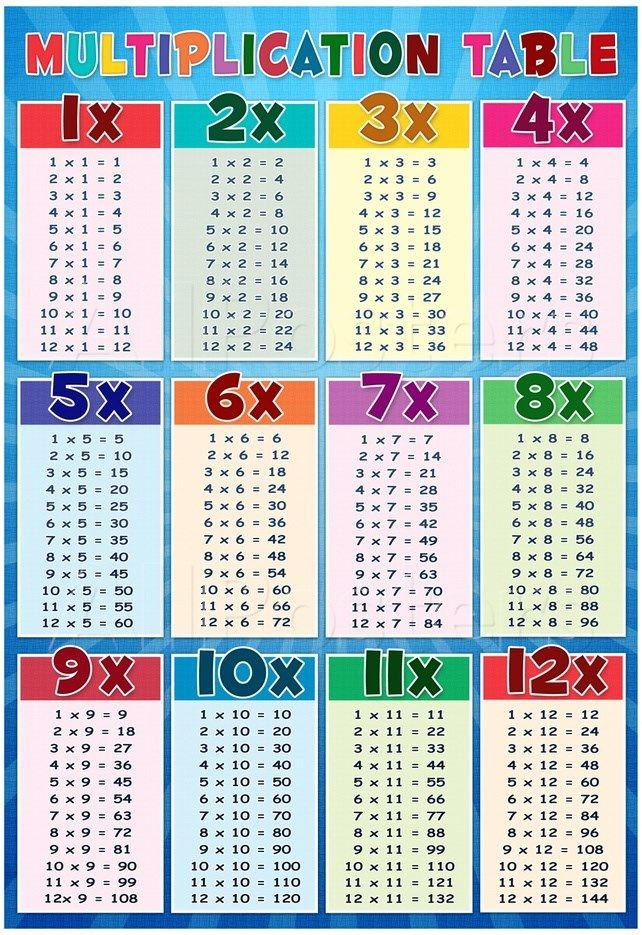 MULTIPLICATION TABLE
1x
1 x 1 = 1
2 x 1 = 2
3 x 1 = 3
4 x 1 = 4
5 x 1 = 5
6 x 1 = 6
7 x 1 = 7
8 x 1 = 8
9 x 1 = 9
10 x 1 = 10
11 x 1 = 11
12 x 1 = 12
2x
1 x 2 = 2
2 x 2 = 4
3 x 2 = 6
4 x 2 = 8
5 x 2 = 10
6 x 2 = 12
7 x 2 = 14
8 x 2 = 16
9 x 2 = 18
10 x 2 = 20
11 x 2 = 22
12 x 2 = 24
3x
1 x 3 = 3
2 x 3 = 6
3 x 3 = 9
4 x 3 = 12
5 x 3 = 15
6 x 3 = 18
7 x 3 = 21
8 x 3 = 24
9 x 3 = 27
10 x 3 = 30
11 x 3 = 33
12 x 3 = 36
4x
1 x 4 = 4
2 x 4 = 8
3 x 4 = 12
4 x 4 = 16
5 x 4 = 20
6 x 4 = 24
7 x 4 = 28
8 x 4 = 32
9 x 4 = 36
10 x 4 = 40
11 x 4 = 44
12 x 4 = 48
5x
1 x 5 = 5
2 x 5 = 10
3 x 5 = 15
4 x 5 = 20
5 x 5 = 25
6 x 5 = 30
7 x 5 = 35
8 x 5 = 40
9 x 5 = 45
10 x 5 = 50
11 x 5 = 55
12 x 5 = 60
6x
1 x 6 = 6
2 x 6 = 12
3 x 6 = 18
4 x 6 = 24
5 x 6 = 30
6 x 6 = 36
7 x 6 = 42
8 x 6 = 48
9 x 6 = 54
10 x 6 = 60
11 x 6 = 66
12 x 6 = 72
7x
1 x 7 = 7
2 x 7 = 14
3 x 7 = 21
4 x 7 = 28
5 x 7 = 35
6 x 7 = 42
7 x 7 = 49
8 x 7 = 56
9 x 7 = 63
10 x 7 = 70
11 x 7 = 77
12 x 7 = 84
8x
1 x 8 = 8
2 x 8 = 16
3 x 8 = 24
4 x 8 = 32
5 x 8 = 40
6 x 8 = 48
7 x 8 = 56
8 x 8 = 64
9 x 8 = 72
10 x 8 = 80
11 x 8 = 88
12 x 8 = 96
9x
1 x 9 = 9
2 x 9 = 18
3 x 9 = 27
4 x 9 = 36
5 x 9 = 45
6 x 9 = 54
7 x 9 = 63
8 x 9 = 72
9 x 9 = 81
10 x 9 = 90
11 x 9 = 99
12x 9 = 108
10x
1 x 10 = 10
2 x 10 = 20
3 x 10 = 30
4 x 10 = 40
5 x 10 = 50
6 x 10 = 60
7 x 10 = 70
8 x 10 = 80
9 x 10 = 90
10 x 10 = 100
11 x 10 = 110
12 x 10 = 120
11x
1 x 11 = 11
2 x 11 = 22
3 x 11 = 33
4 x 11 = 44
5 x 11 = 55
6 x 11 = 66
7 x 11 = 77
8 x 11 = 88
9 x 11 = 99
10 x 11 = 110
11 x 11 = 121
12 x 11 = 132
12x
1 x 12 = 12
2 x 12 = 24
3 x 12 = 36
4 x 12 = 48
5 x 12 = 60
6 x 12 = 72
7 x 12 = 84
8 x 12 = 96
9 x 12 = 108
10 x 12 = 120
11 x 12 = 132
12 x 12 = 144
AllPosters
AllPosters